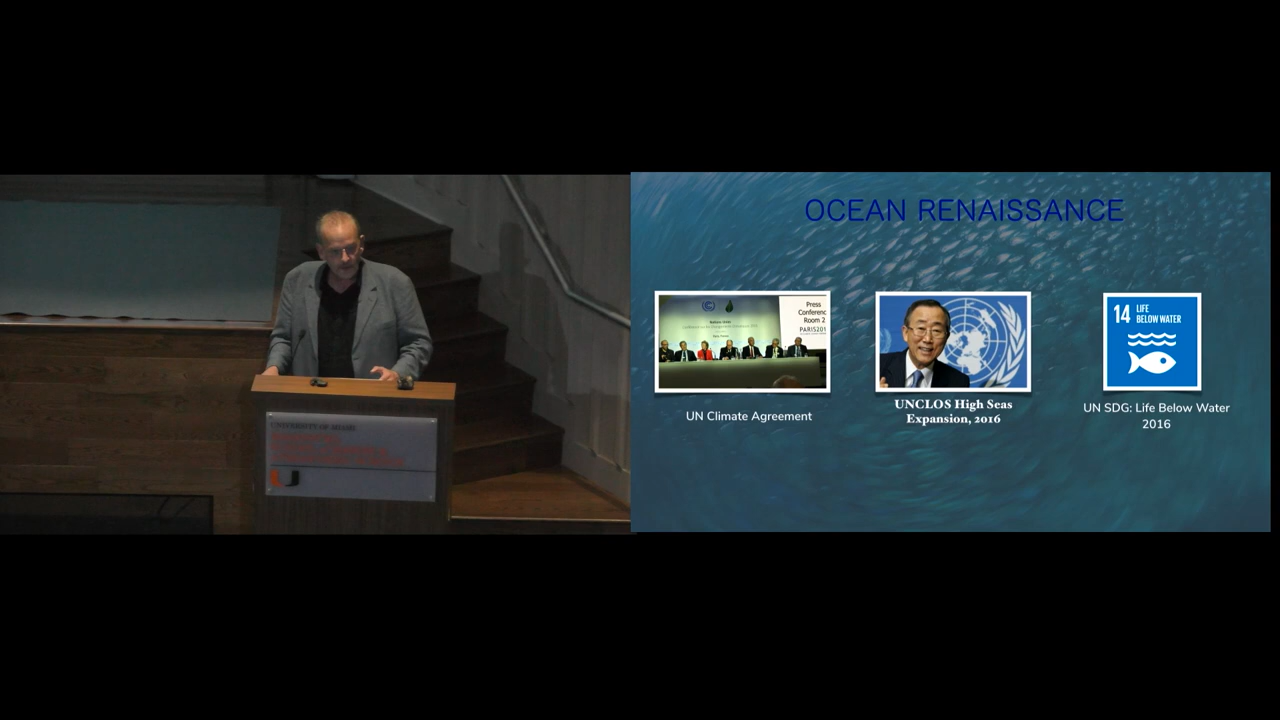 UNIVERSITY OF MIAMI
OCEAN RENAISSANCE
Press
Conferenc
Room 2
PARIS201
UN Climate Agreement
UNCLOS High Seas
Expansion, 2016
14 LIFE
BELOW WATER
UN SDG: Life Below Water
2016